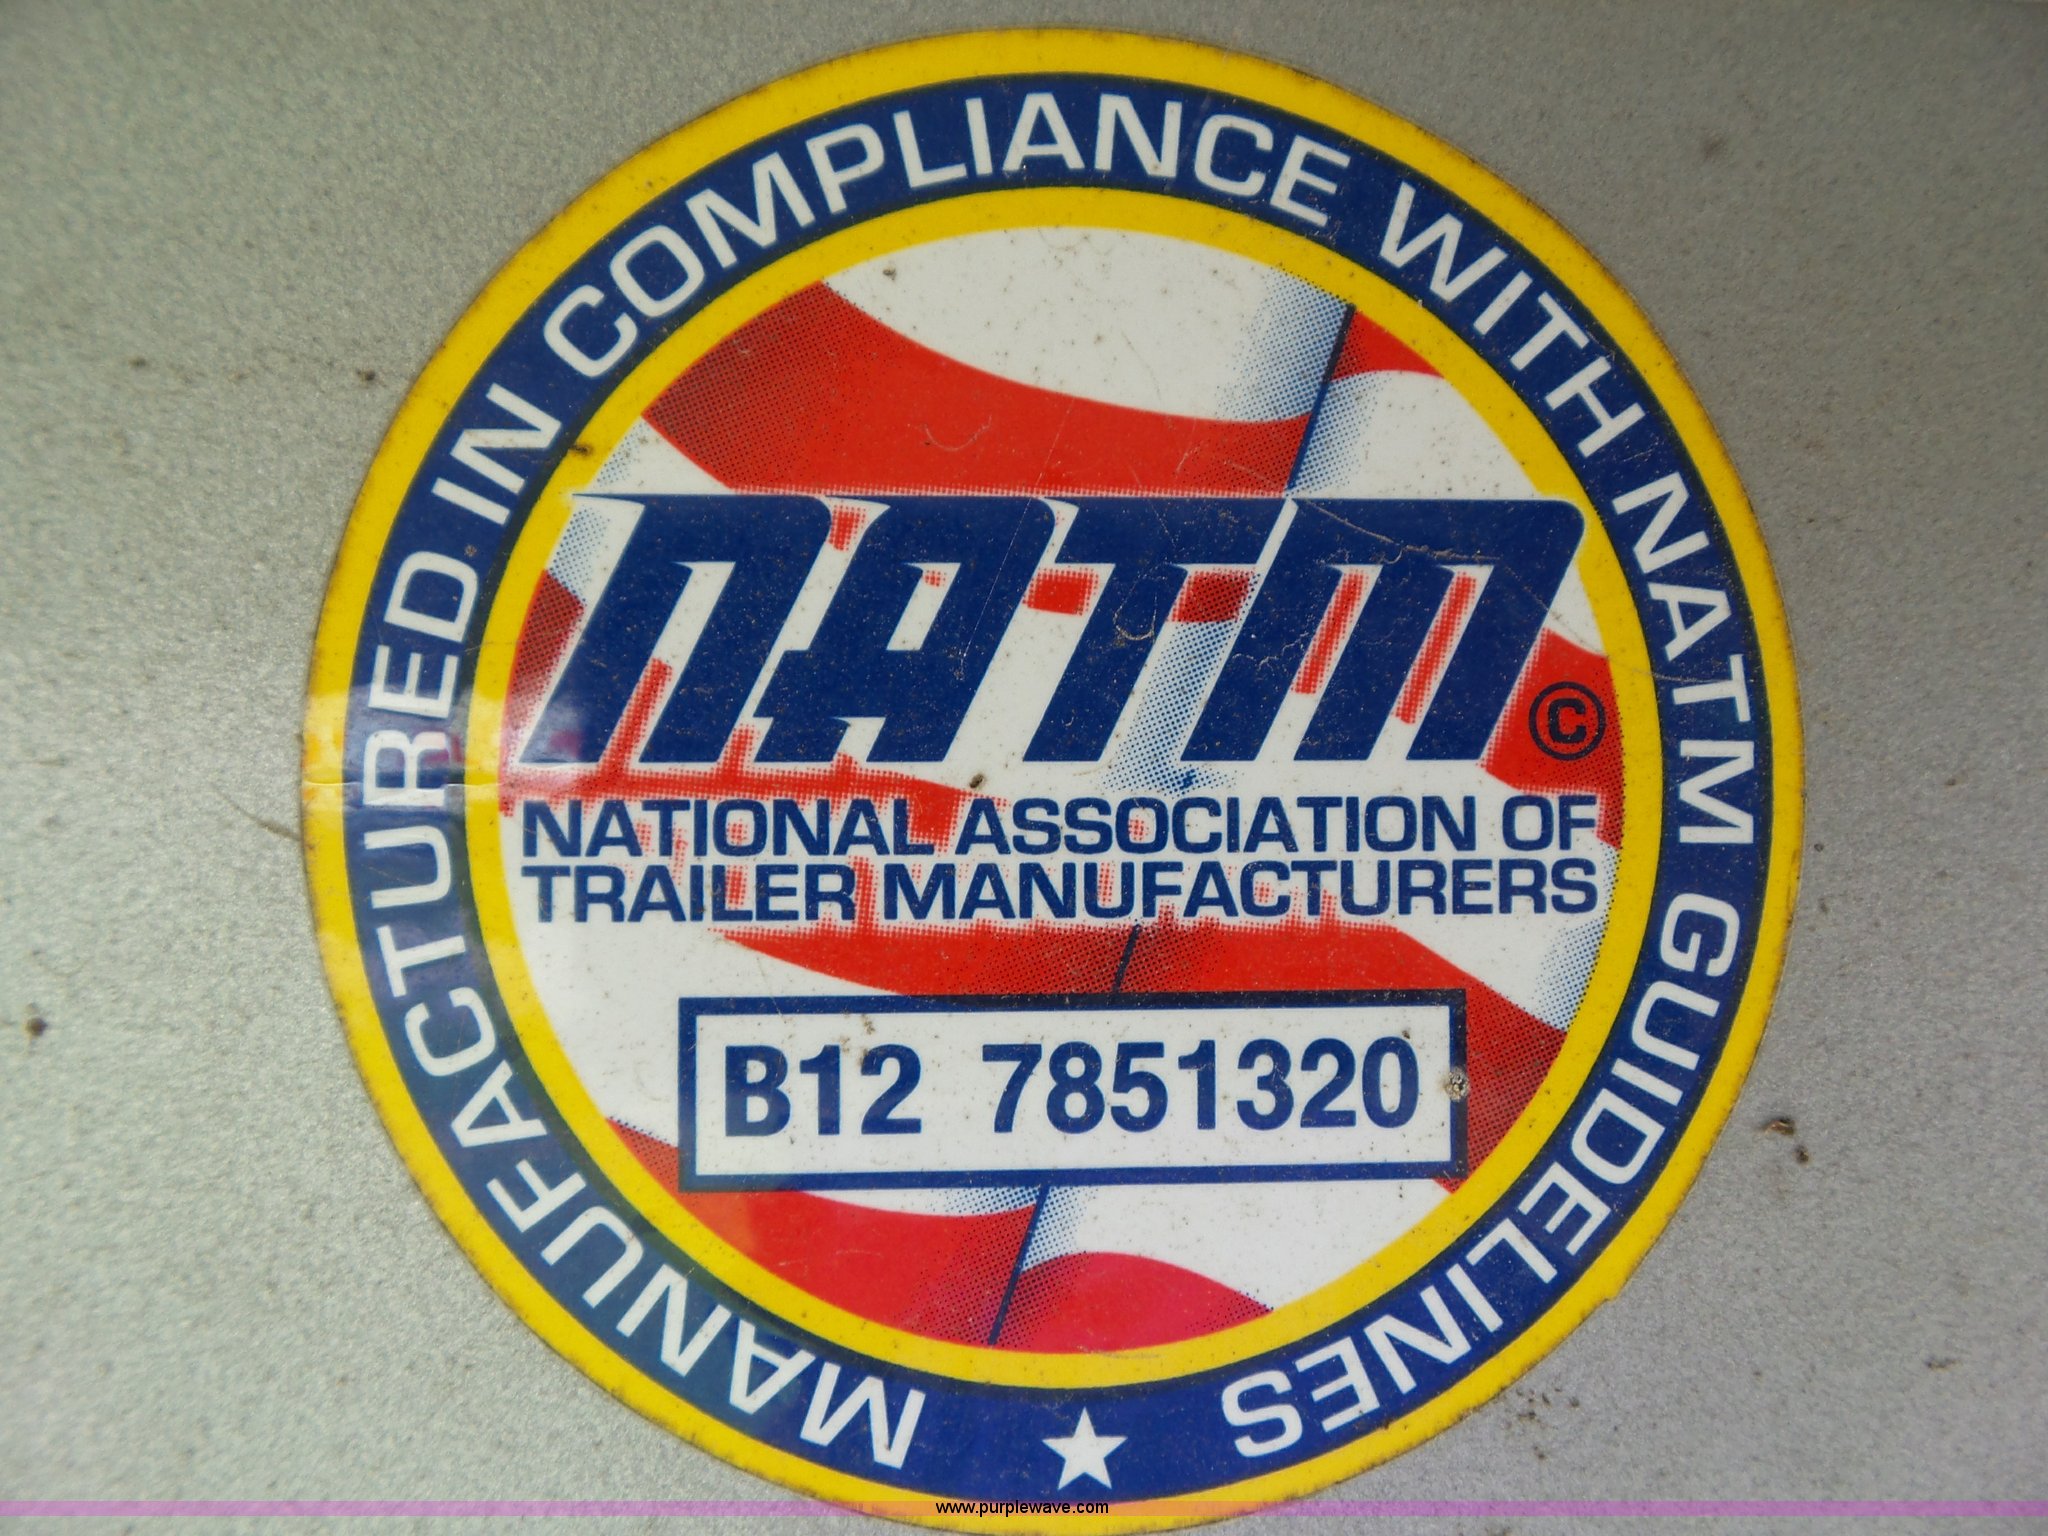 MANUFACTURED IN COMPLIANCE WITH NATM GUIDELINES
NATM ©
NATIONAL ASSOCIATION OF
TRAILER MANUFACTURERS
B12 7851320
www.purplewave.com